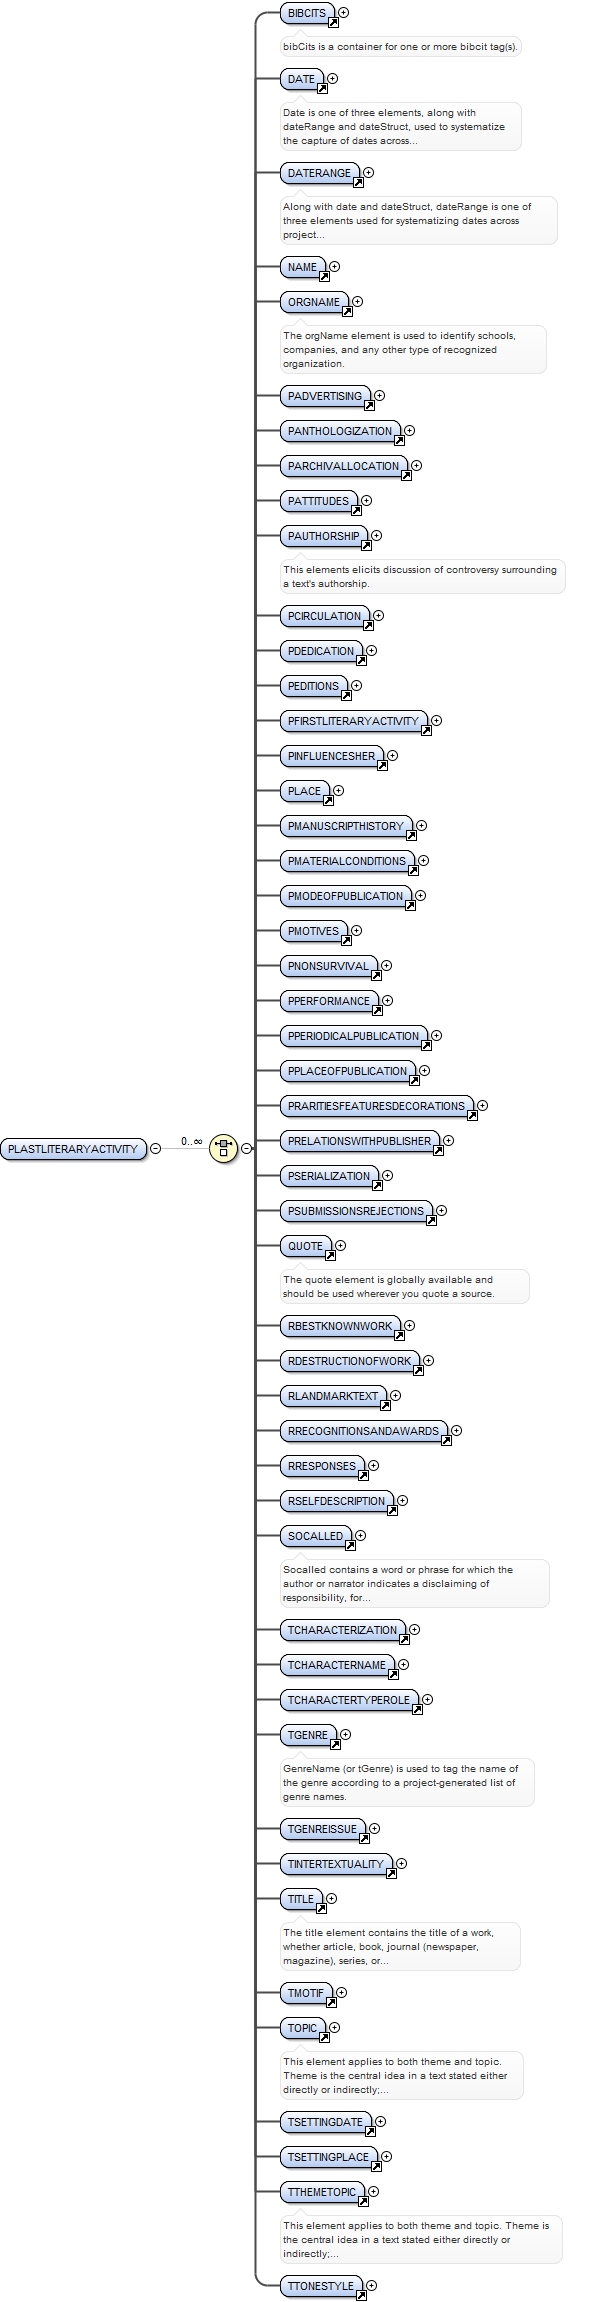 BIBCITS
bibCits is a container for one or more bibcit tag(s).
DATE
Date is one of three elements, along with
dateRange and dateStruct, used to systematize
the capture of dates across...
DATERANGE
Along with date and dateStruct, dateRange is one of
three elements used for systematizing dates across
project...
NAME
ORGNAME
The orgName element is used to identify schools,
companies, and any other type of recognized
organization.
PADVERTISING
PANTHOLOGIZATION
PARCHIVALLOCATION
PATTITUDES
PAUTHORSHIP
This elements elicits discussion of controversy surrounding
a text's authorship.
PCIRCULATION
PDEDICATION
PEDITIONS
PFIRSTLITERARYACTIVITY
PINFLUENCESHER
PLACE
PMANUSCRIPTHISTORY
PMATERIALCONDITIONS
PMODEOFPUBLICATION
PMOTIVES
PNONSURVIVAL
PPERFORMANCE
PPERIODICALPUBLICATION
PPLACEOFPUBLICATION
PRARITIESFEATURESDECORATIONS
PLASTLITERARYACTIVITY
0..∞
PRELATIONSWITHPUBLISHER
PSERIALIZATION
PSUBMISSIONSREJECTIONS
QUOTE
The quote element is globally available and
should be used wherever you quote a source.
RBESTKNOWNWORK
RDESTRUCTIONOFWORK
RLANDMARKTEXT
RRECOGNITIONSANDAWARDS
RRESPONSES
RSELFDESCRIPTION
SOCALLED
Socalled contains a word or phrase for which the
author or narrator indicates a disclaiming of
responsibility, for...
TCHARACTERIZATION
TCHARACTERNAME
TCHARACTERTYPEROLE
TGENRE
GenreName (or tGenre) is used to tag the name of
the genre according to a project-generated list of
genre names.
TGENREISSUE
TINTERTEXTUALITY
TITLE
The title element contains the title of a work,
whether article, book, journal (newspaper,
magazine), series, or...
TMOTIF
TOPIC
This element applies to both theme and topic.
Theme is the central idea in a text stated either
directly or indirectly;...
TSETTINGDATE
TSETTINGPLACE
TTHEMETOPIC
This element applies to both theme and topic. Theme is
the central idea in a text stated either directly or
indirectly;...
TTONESTYLE